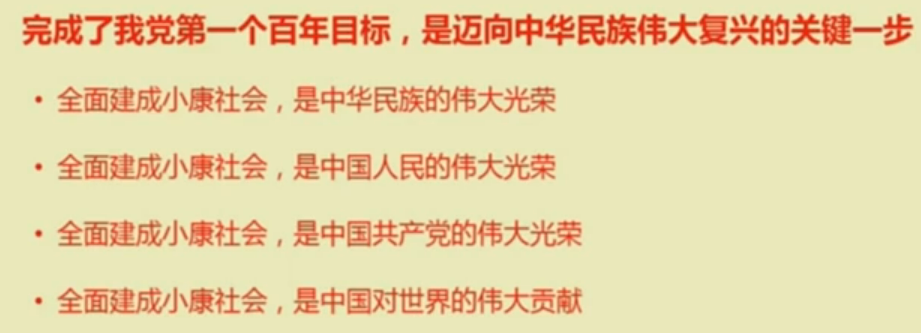 完成了我党第一个百年目标，是迈向中华民族伟大复兴的关键一步
• 全面建成小康社会，是中华民族的伟大光荣
• 全面建成小康社会，是中国人民的伟大光荣
• 全面建成小康社会，是中国共产党的伟大光荣
• 全面建成小康社会，是中国对世界的伟大贡献